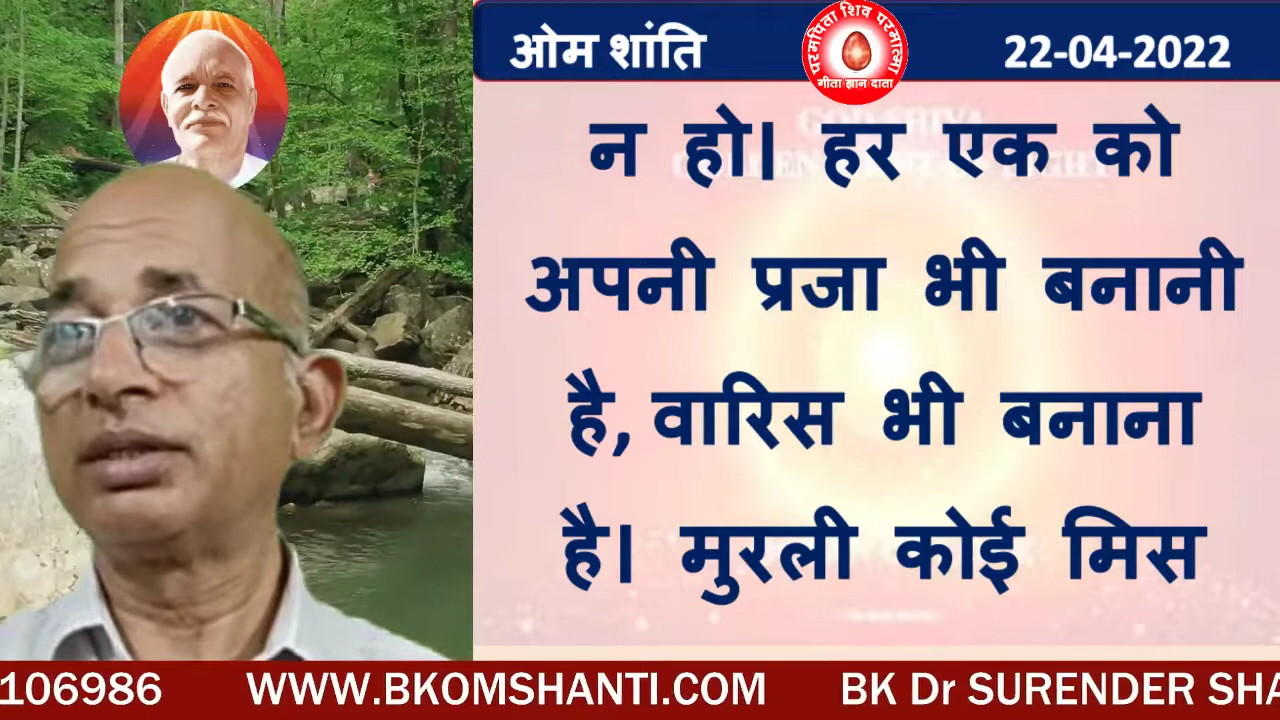 ओम शांति
परमपिता शिव परमात्मा
गीता ज्ञान दाता
22-04-2022
न हो। हर एक को
अपनी प्रजा भी बनानी
है, वारिस भी बनाना
है। मुरली कोई मिस
106986 WWW.BKOMSHANTI.COM BK Dr SURENDER SHA